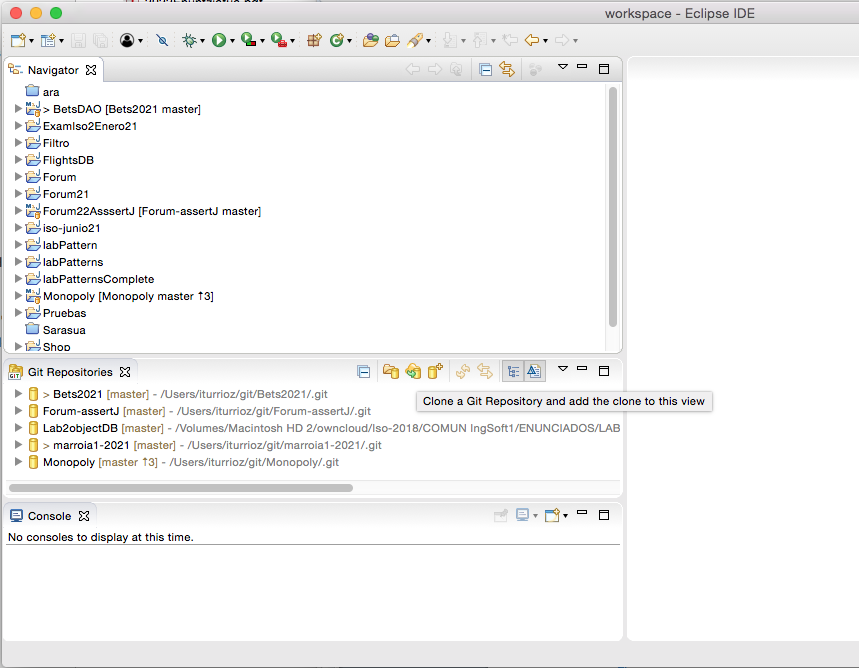 workspace - Eclipse IDE
Navigator
ara
> BetsDAO [Bets2021 master]
ExamIso2Enero21
Filtro
FlightsDB
Forum
Forum21
Forum22AsssertJ [Forum-assertJ master]
iso-junio21
labPattern
labPatterns
labPatternsComplete
Monopoly [Monopoly master ↑3]
Pruebas
Sarasua
Shop
Git Repositories
> Bets2021 [master] - /Users/iturrioz/git/Bets2021/.git
Clone a Git Repository and add the clone to this view
Forum-assertJ [master] - /Users/iturrioz/git/Forum-assertJ/.git
Lab2objectDB [master] - /Volumes/Macintosh HD 2/owncloud/Iso-2018/COMUN IngSoft1/ENUNCIADOS/LAB
> marroia1-2021 [master] - /Users/iturrioz/git/marroia1-2021/.git
Monopoly [master ↑3] - /Users/iturrioz/git/Monopoly/.git
Console
No consoles to display at this time.